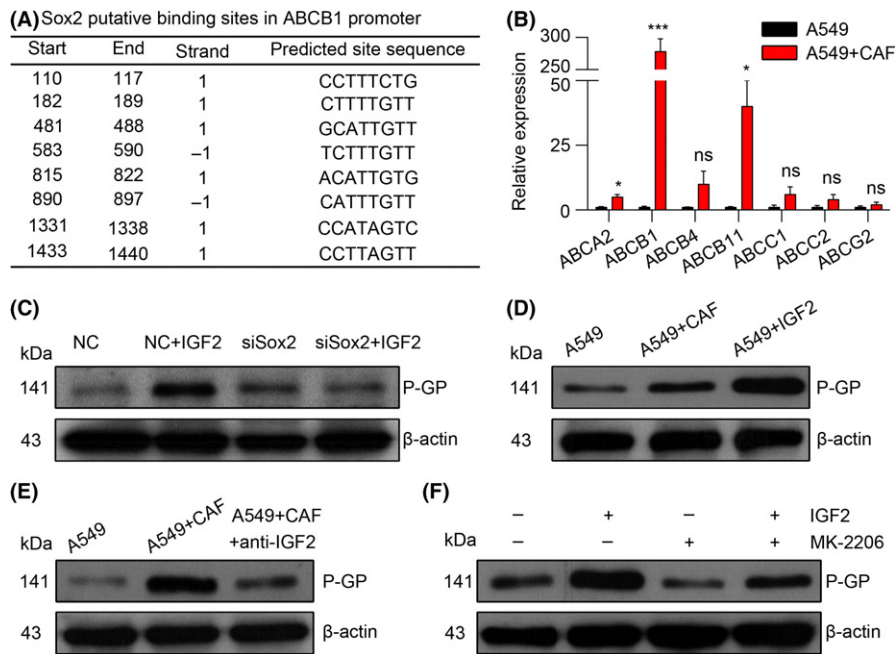 (A) Sox2 putative binding sites in ABCB1 promoter
Start End Strand Predicted site sequence
110 117 1 CCTTTCTG
182 189 1 CTTTTGTT
481 488 1 GCATTGTT
583 590 –1 TCTTTGTT
815 822 1 ACATTGTG
890 897 –1 CATTTGTT
1331 1338 1 CCATAGTC
1433 1440 1 CCTTAGTT
(B)
A549
A549+CAF
Relative expression
300
250
50
25
0
* *** ns * ns ns ns
ABCA2 ABCB1 ABCB4 ABCB11 ABCC1 ABCC2 ABCG2
(C)
kDa NC NC+IGF2 siSox2 siSox2+IGF2
141 P-GP
43 β-actin
(D)
kDa A549 A549+CAF A549+IGF2
141 P-GP
43 β-actin
(E)
kDa A549 A549+CAF A549+CAF
+anti-IGF2
141 P-GP
43 β-actin
(F)
– + – + IGF2
kDa – – + + MK-2206
141 P-GP
43 β-actin